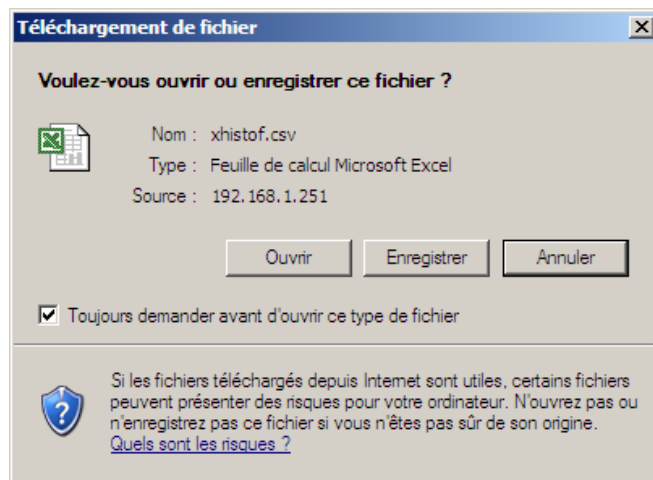 Téléchargement de fichier
Voulez-vous ouvrir ou enregistrer ce fichier ?
Nom : xhistof.csv
Type : Feuille de calcul Microsoft Excel
Source : 192.168.1.251
Ouvrir Enregistrer Annuler
Toujours demander avant d'ouvrir ce type de fichier
Si les fichiers téléchargés depuis Internet sont utiles, certains fichiers
peuvent présenter des risques pour votre ordinateur. N'ouvrez pas ou
n'enregistrez pas ce fichier si vous n'êtes pas sûr de son origine.
Quels sont les risques ?